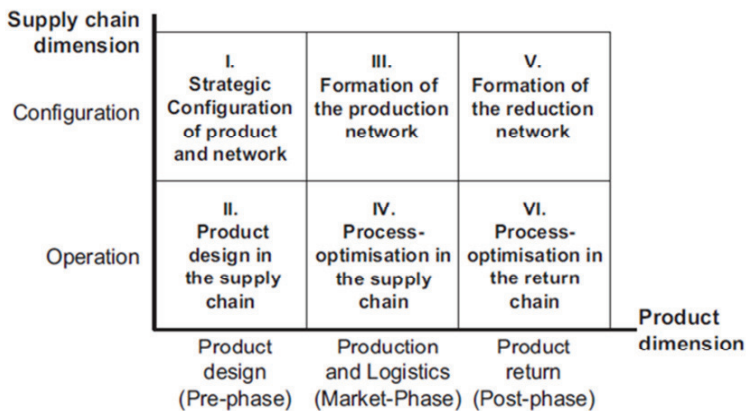 Supply chain
dimension
Configuration
I.
Strategic
Configuration
of product
and network
III.
Formation of
the production
network
V.
Formation of
the reduction
network
Operation
II.
Product
design in
the supply
chain
IV.
Process-
optimisation in
the supply
chain
VI.
Process-
optimisation in
the return
chain
Product
dimension
Product
design
(Pre-phase)
Production
and Logistics
(Market-Phase)
Product
return
(Post-phase)